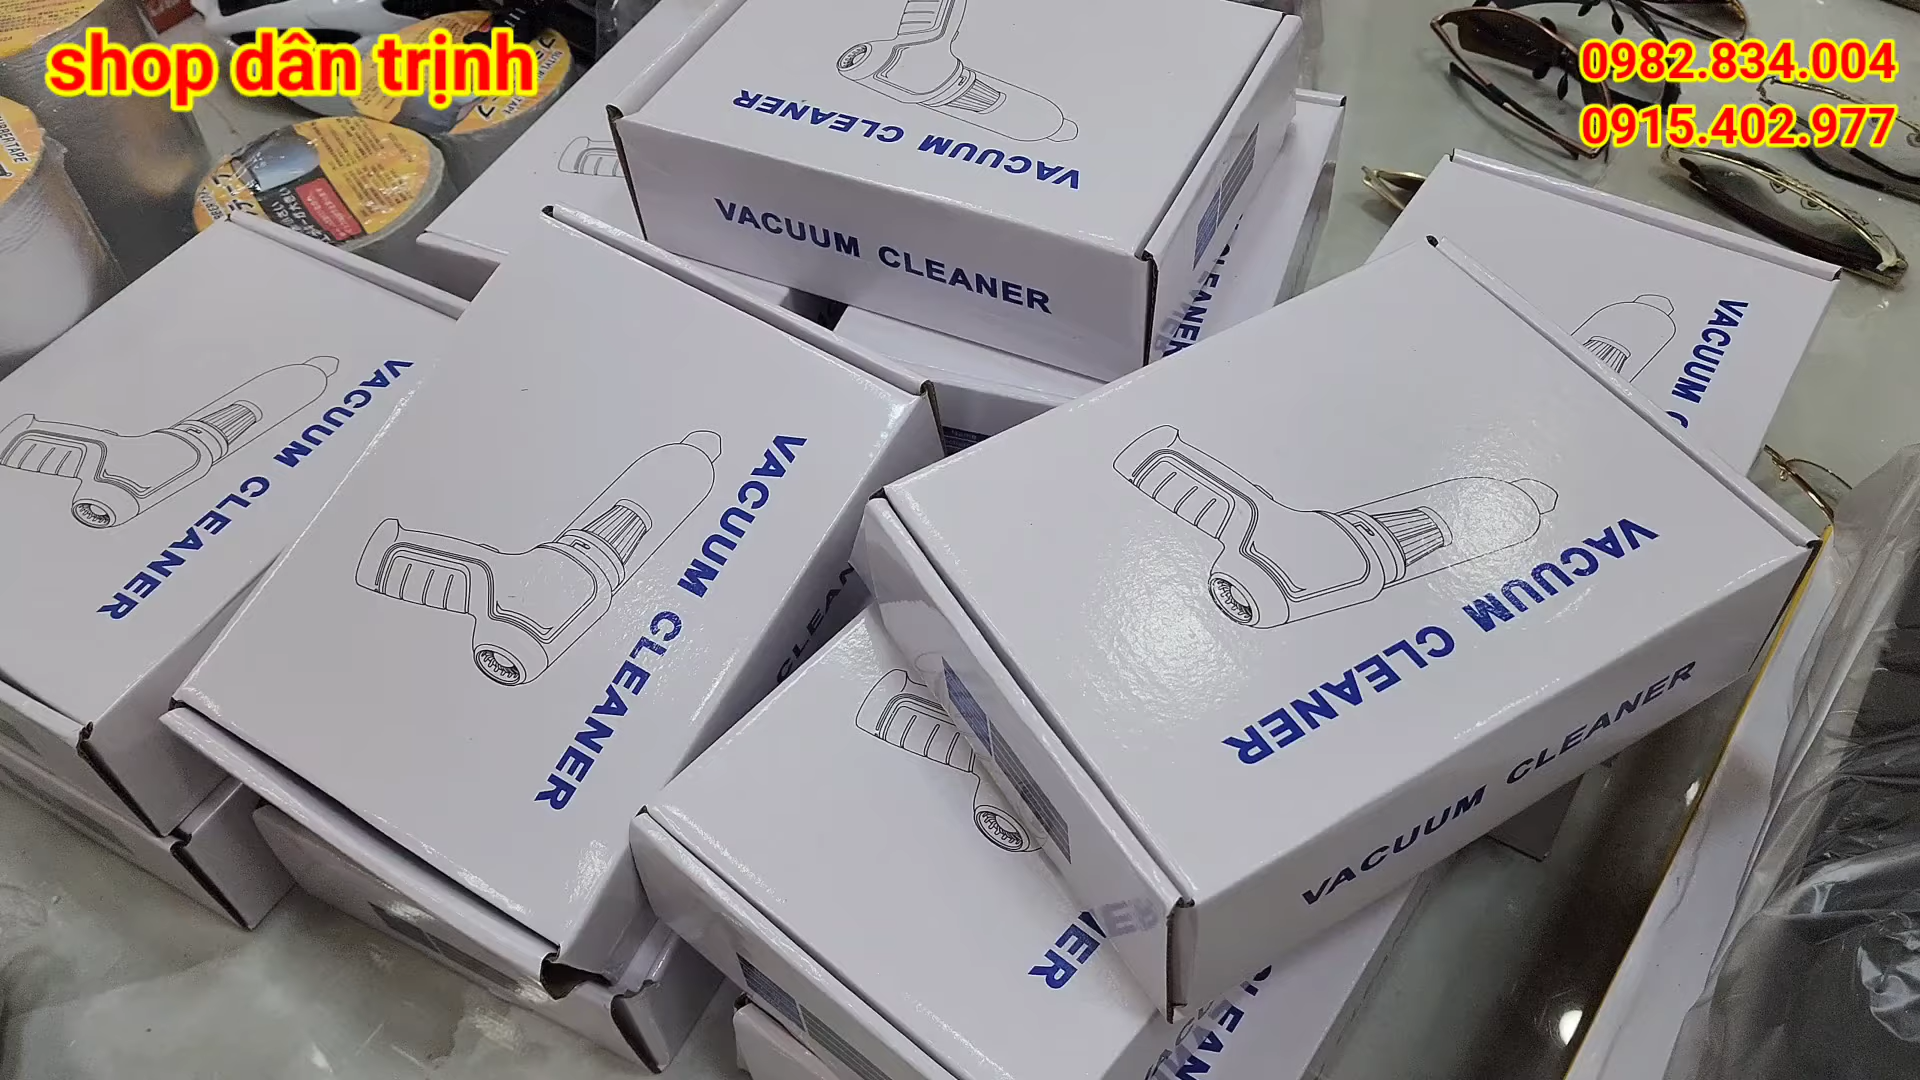 shop dân trịnh
0982.834.004
0915.402.977
VACUUM CLEANER
VACUUM CLEANER
CLEANER
VACUUM
VACUUM CLEANER
VACUUM CLEANER
VACUUM CLEANER
VACUUM CLEANER